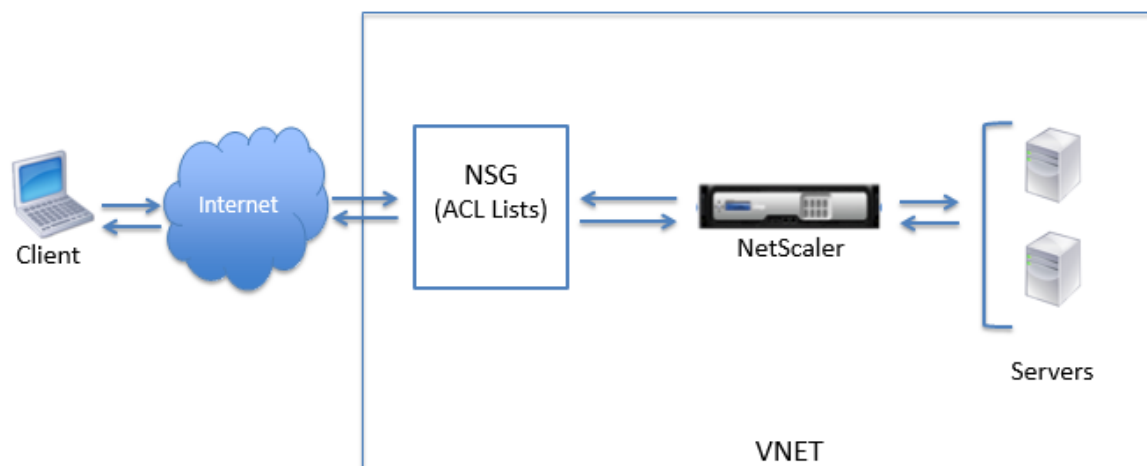 NSG
(ACL Lists)
Internet
Client
NetScaler
Servers
VNET